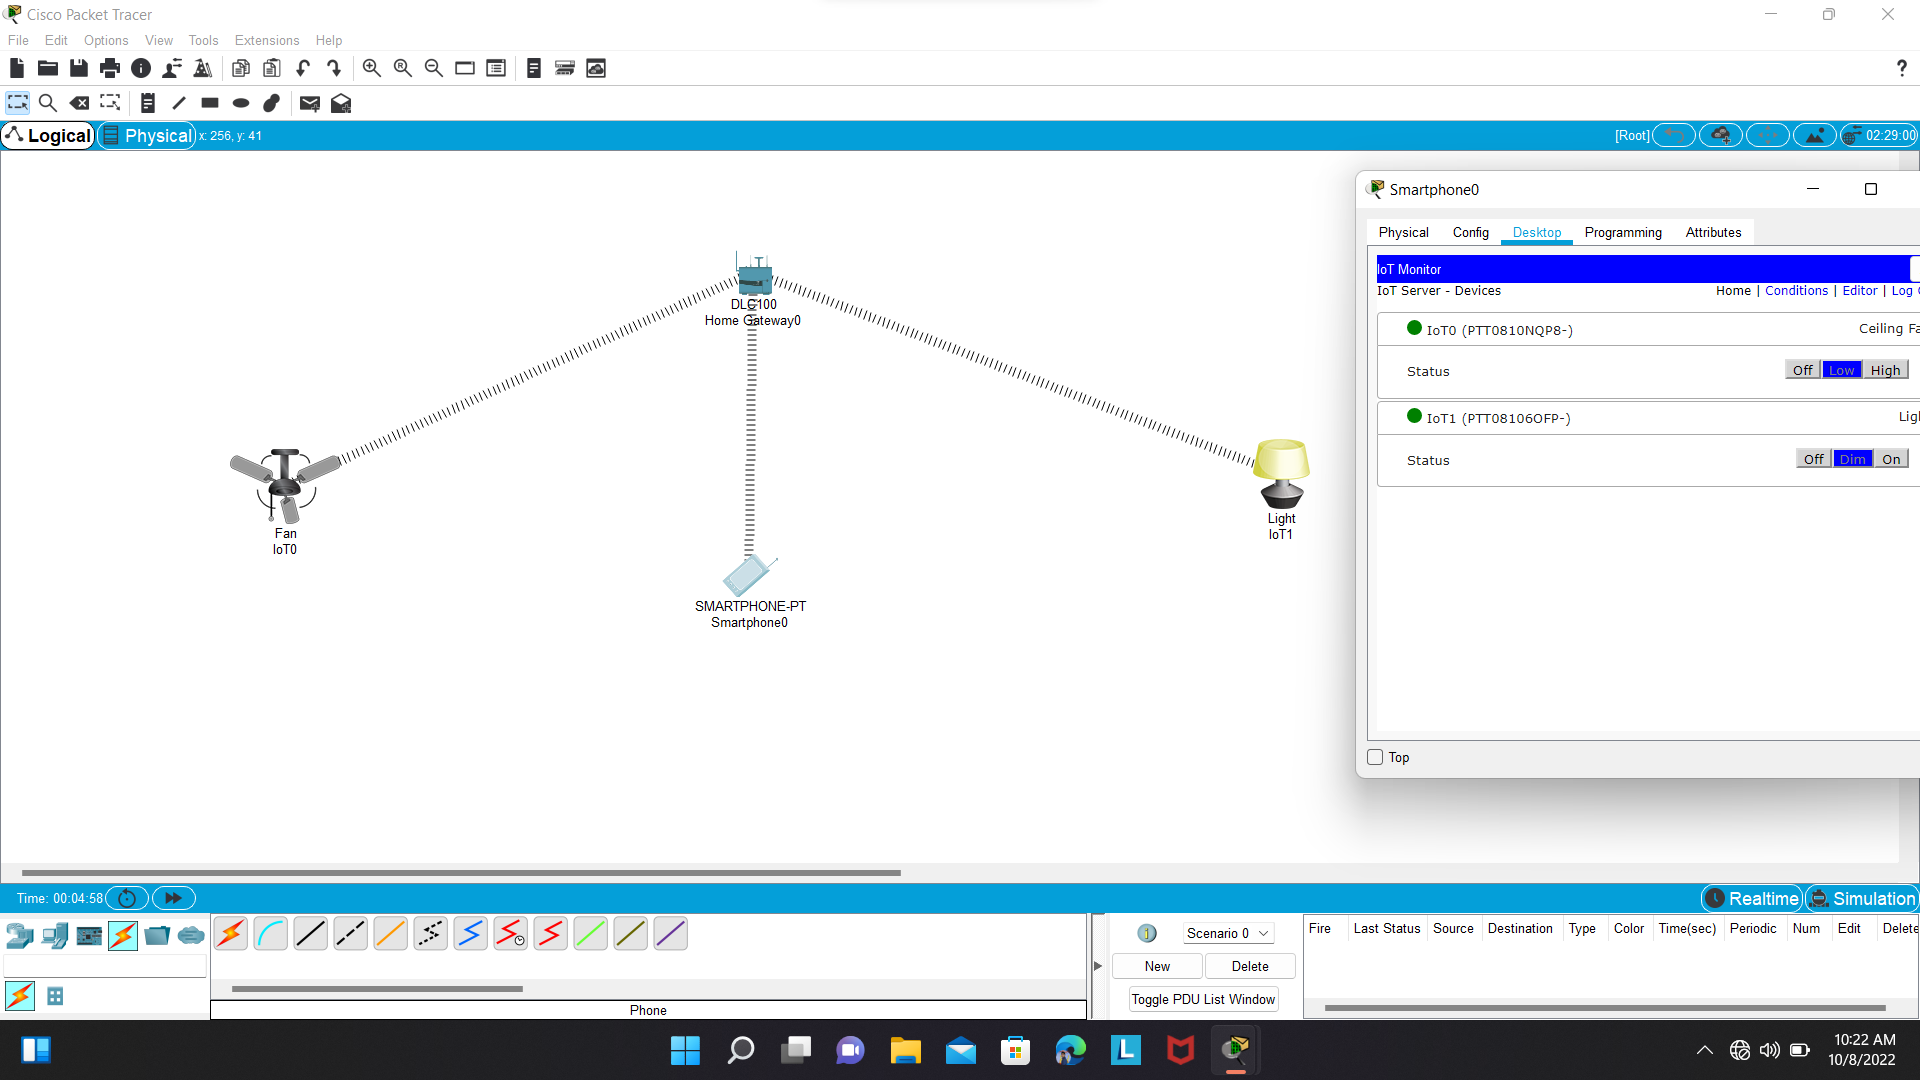 Cisco Packet Tracer
File Edit Options View Tools Extensions Help
?
Logical Physical x: 256, y: 41 [Root] 02:29:00
Smartphone0
Physical Config Desktop Programming Attributes
IoT Monitor
IoT Server - Devices Home | Conditions | Editor | Log
IoT0 (PTT0810NQP8-) Ceiling Fa
Status Off Low High
IoT1 (PTT08106OFP-) Ligh
Status Off Dim On
Top
DLC100
Home Gateway0
Fan
IoT0
Light
IoT1
SMARTPHONE-PT
Smartphone0
Time: 00:04:58 Realtime Simulation
Scenario 0
New Delete
Toggle PDU List Window
Fire Last Status Source Destination Type Color Time(sec) Periodic Num Edit Delete
Phone
10:22 AM
10/8/2022